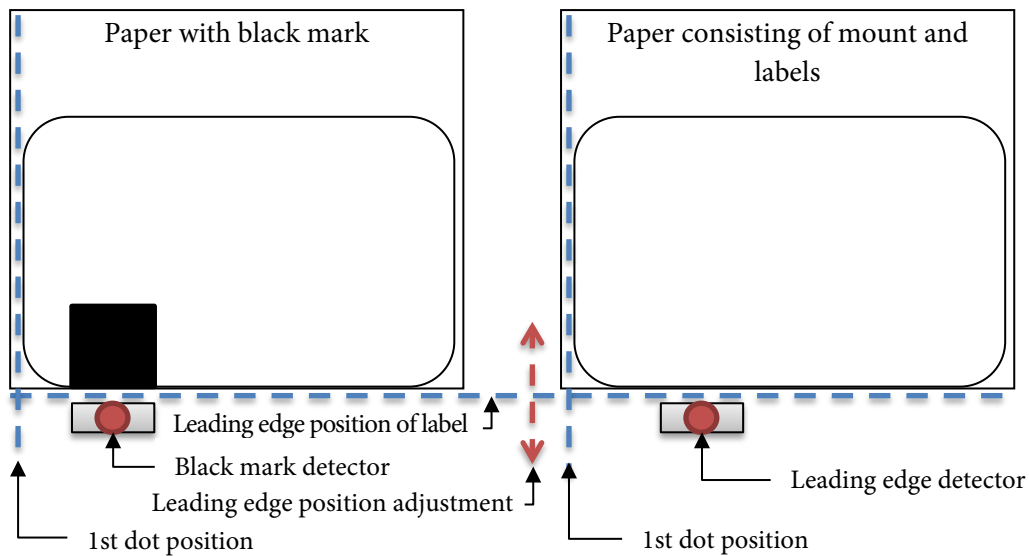 Paper with black mark
Paper consisting of mount and
labels
Leading edge position of label
Black mark detector
Leading edge position adjustment
Leading edge detector
1st dot position
1st dot position